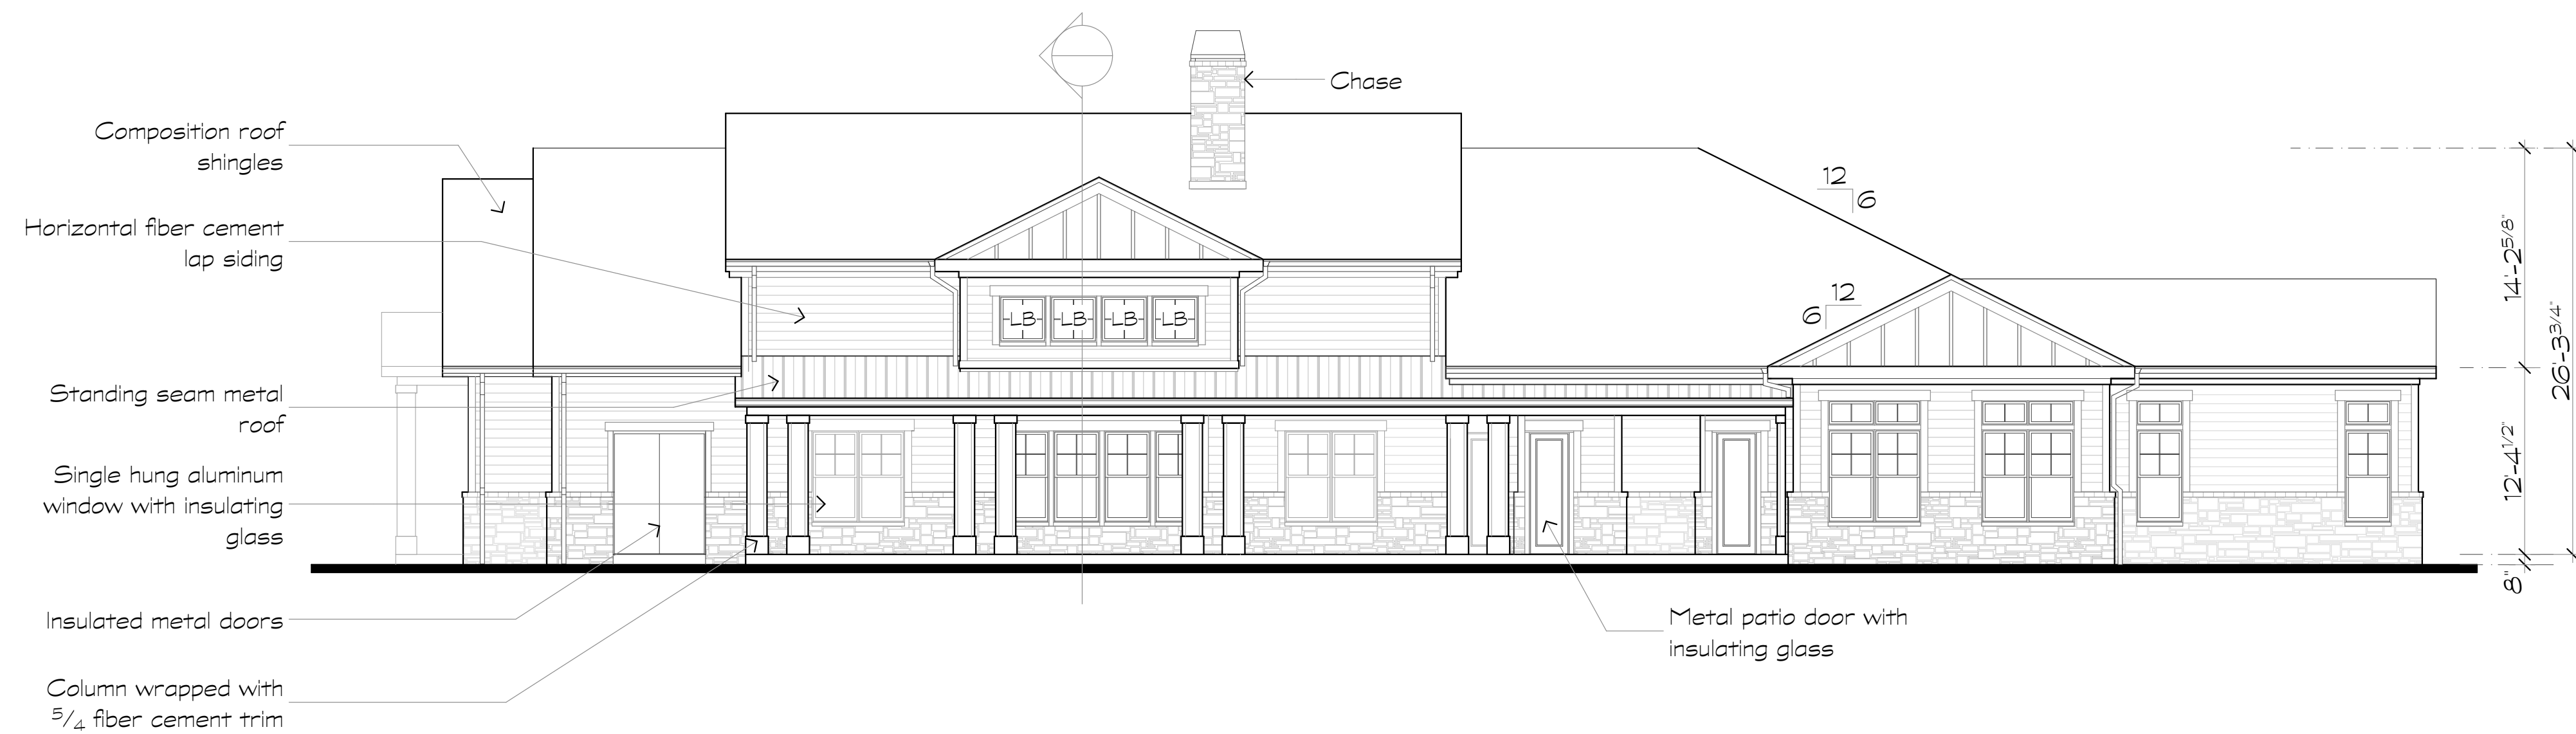 Chase
Composition roof
shingles
Horizontal fiber cement
lap siding
Standing seam metal
roof
Single hung aluminum
window with insulating
glass
Insulated metal doors
Column wrapped with
5/4 fiber cement trim
LB LB LB LB
12
6
12
6
Metal patio door with
insulating glass
14'-2 5/8"
12'-4 1/2"
8"
26'-3 3/4"